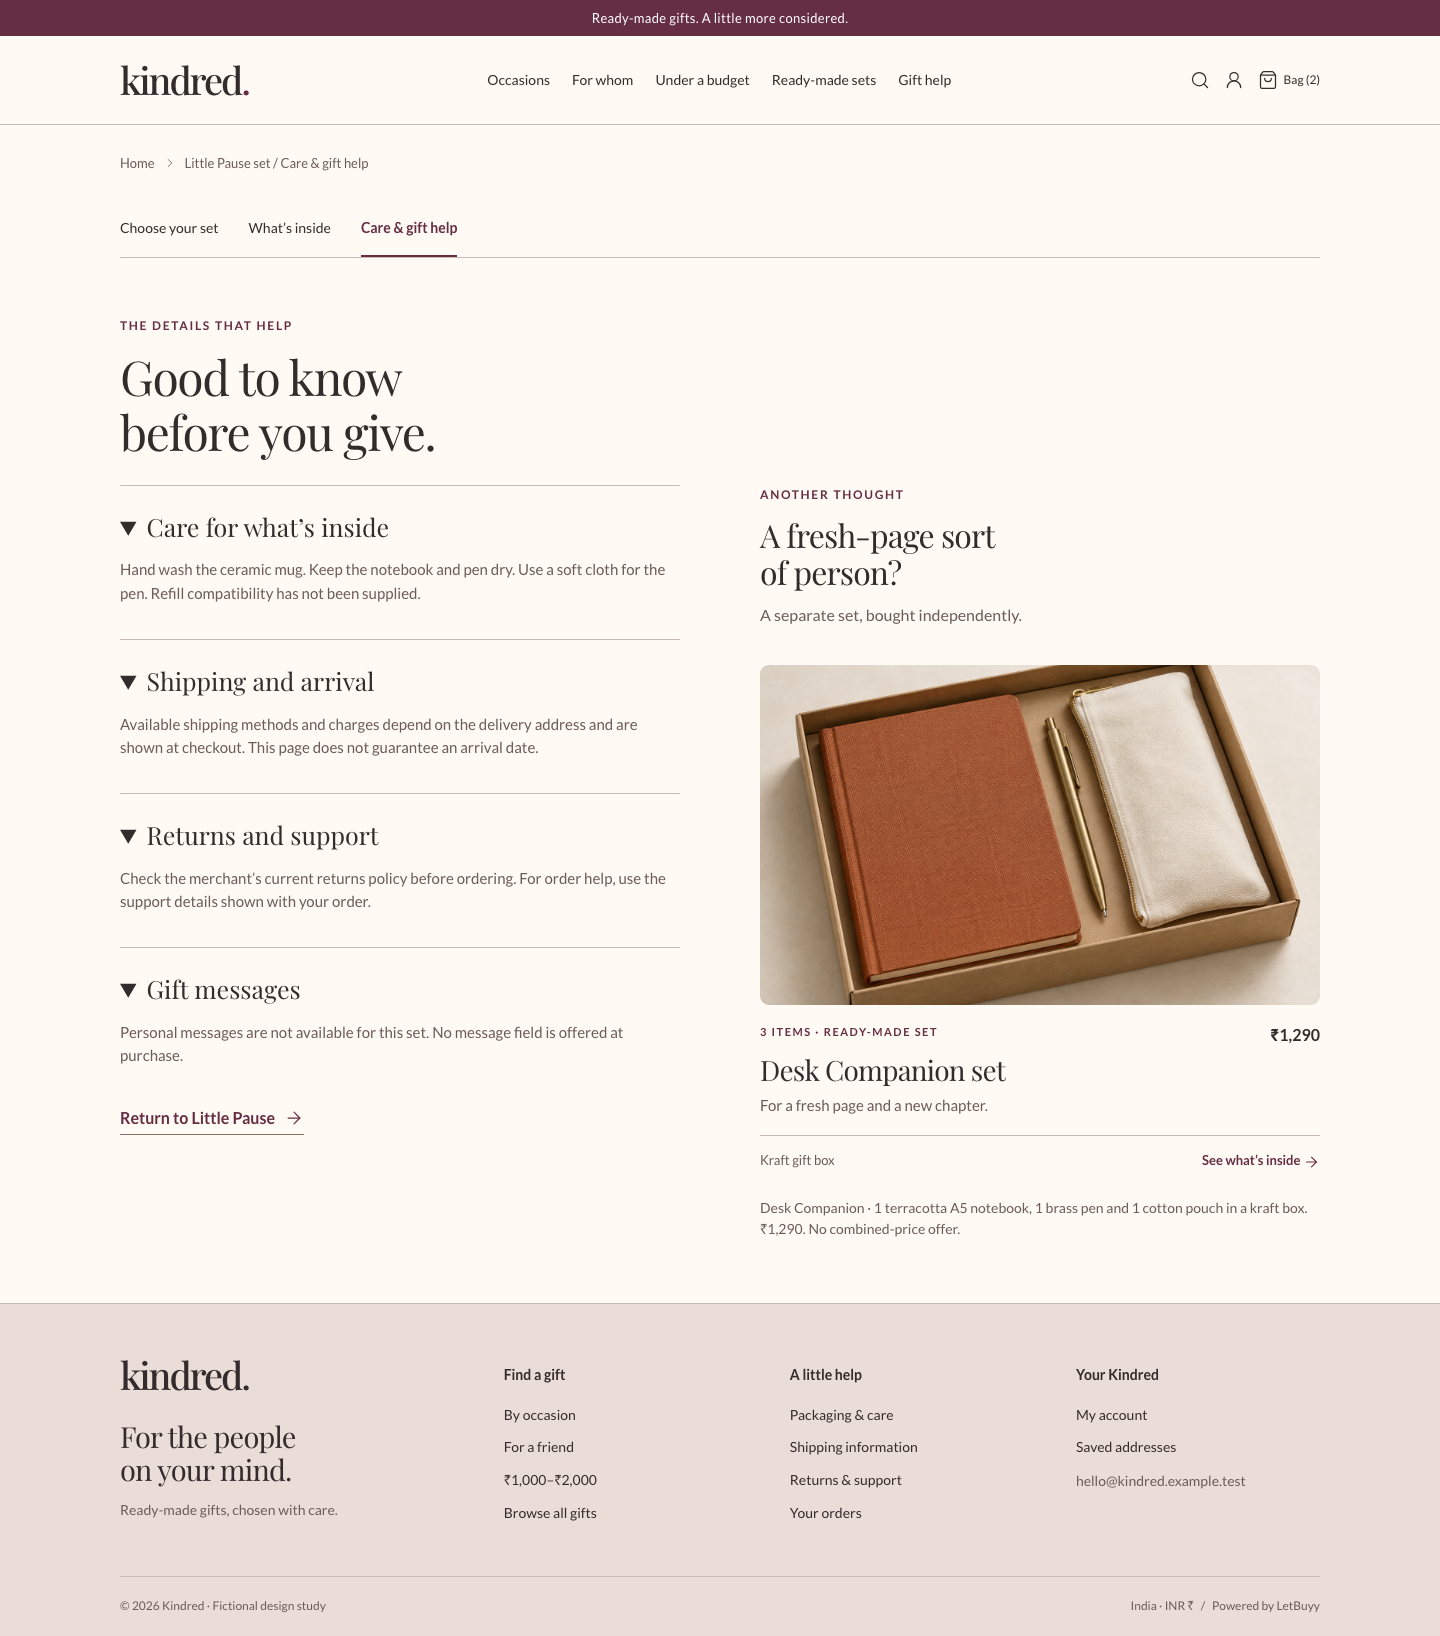 Ready-made gifts. A little more considered.
kindred.
Occasions For whom Under a budget Ready-made sets Gift help
Bag (2)
Home > Little Pause set / Care & gift help
Choose your set What’s inside Care & gift help
THE DETAILS THAT HELP
Good to know
before you give.
Care for what’s inside
Hand wash the ceramic mug. Keep the notebook and pen dry. Use a soft cloth for the
pen. Refill compatibility has not been supplied.
Shipping and arrival
Available shipping methods and charges depend on the delivery address and are
shown at checkout. This page does not guarantee an arrival date.
Returns and support
Check the merchant’s current returns policy before ordering. For order help, use the
support details shown with your order.
Gift messages
Personal messages are not available for this set. No message field is offered at
purchase.
Return to Little Pause →
ANOTHER THOUGHT
A fresh-page sort
of person?
A separate set, bought independently.
3 ITEMS · READY-MADE SET
₹1,290
Desk Companion set
For a fresh page and a new chapter.
Kraft gift box
See what’s inside →
Desk Companion · 1 terracotta A5 notebook, 1 brass pen and 1 cotton pouch in a kraft box.
₹1,290. No combined-price offer.
kindred.
For the people
on your mind.
Ready-made gifts, chosen with care.
Find a gift
By occasion
For a friend
₹1,000–₹2,000
Browse all gifts
A little help
Packaging & care
Shipping information
Returns & support
Your orders
Your Kindred
My account
Saved addresses
hello@kindred.example.test
© 2026 Kindred · Fictional design study
India · INR ₹ / Powered by LetBuyy